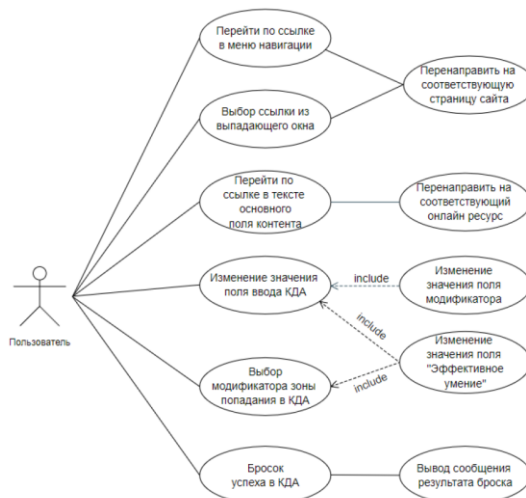 Перейти по ссылке
в меню навигации
Перенаправить на
соответствующую
страницу сайта
Выбор ссылки из
выпадающего окна
Перейти по
ссылке в тексте
основного
поля контента
Перенаправить на
соответствующий
онлайн ресурс
Изменение значения
поля ввода КДА
include
Изменение
значения поля
модификатора
include
Пользователь
Выбор
модификатора зоны
попадания в КДА
include
Изменение
значения поля
"Эффективное
умение"
Бросок
успеха в КДА
Вывод сообщения
результата броска